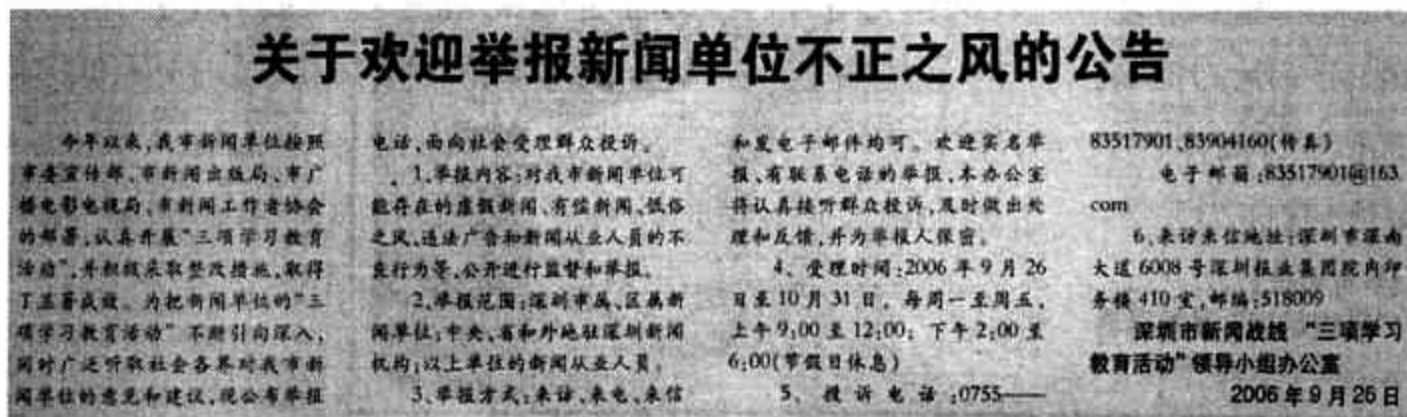 关于欢迎举报新闻单位不正之风的公告
今年以来,我市新闻单位按照
市委宣传部、市新闻出版局、市广
播电影电视局、市新闻工作者协会
的部署,认真开展“三项学习教育
活动”,并积极采取整改措施,取得
了显著成效。为把新闻单位的“三
项学习教育活动”不断引向深入,
同时广泛听取社会各界对我市新
闻单位的意见和建议,现公布举报
电话,面向社会受理群众投诉。
1、举报内容:对我市新闻单位可
能存在的虚假新闻、有偿新闻、低俗
之风、违法广告和新闻从业人员的不
良行为等,公开进行监督和举报。
2、举报范围:深圳市属、区属新
闻单位;中央、省和外地驻深圳新闻
机构;以上单位的新闻从业人员。
3、举报方式:来访、来电、来信
和发电子邮件均可。欢迎实名举
报、有联系电话的举报,本办公室
将认真接听群众投诉,及时做出处
理和反馈,并为举报人保密。
4、受理时间:2006年9月26
日至10月31日。每周一至周五,
上午9:00至12:00;下午2:00至
6:00(节假日休息)
5、投诉电话:0755——
83517901、83904160(传真)
电子邮箱:83517901@163.
com
6、来访来信地址:深圳市深南
大道6008号深圳报业集团院内印
务楼410室,邮编:518009
深圳市新闻战线“三项学习
教育活动”领导小组办公室
2006年9月26日